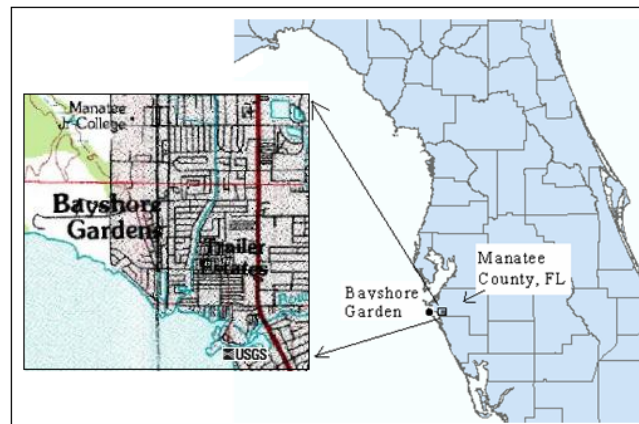 Manatee
Jr College
Bayshore
Gardens
Trailer
Estates
USGS
Bayshore
Garden
Manatee
County, FL